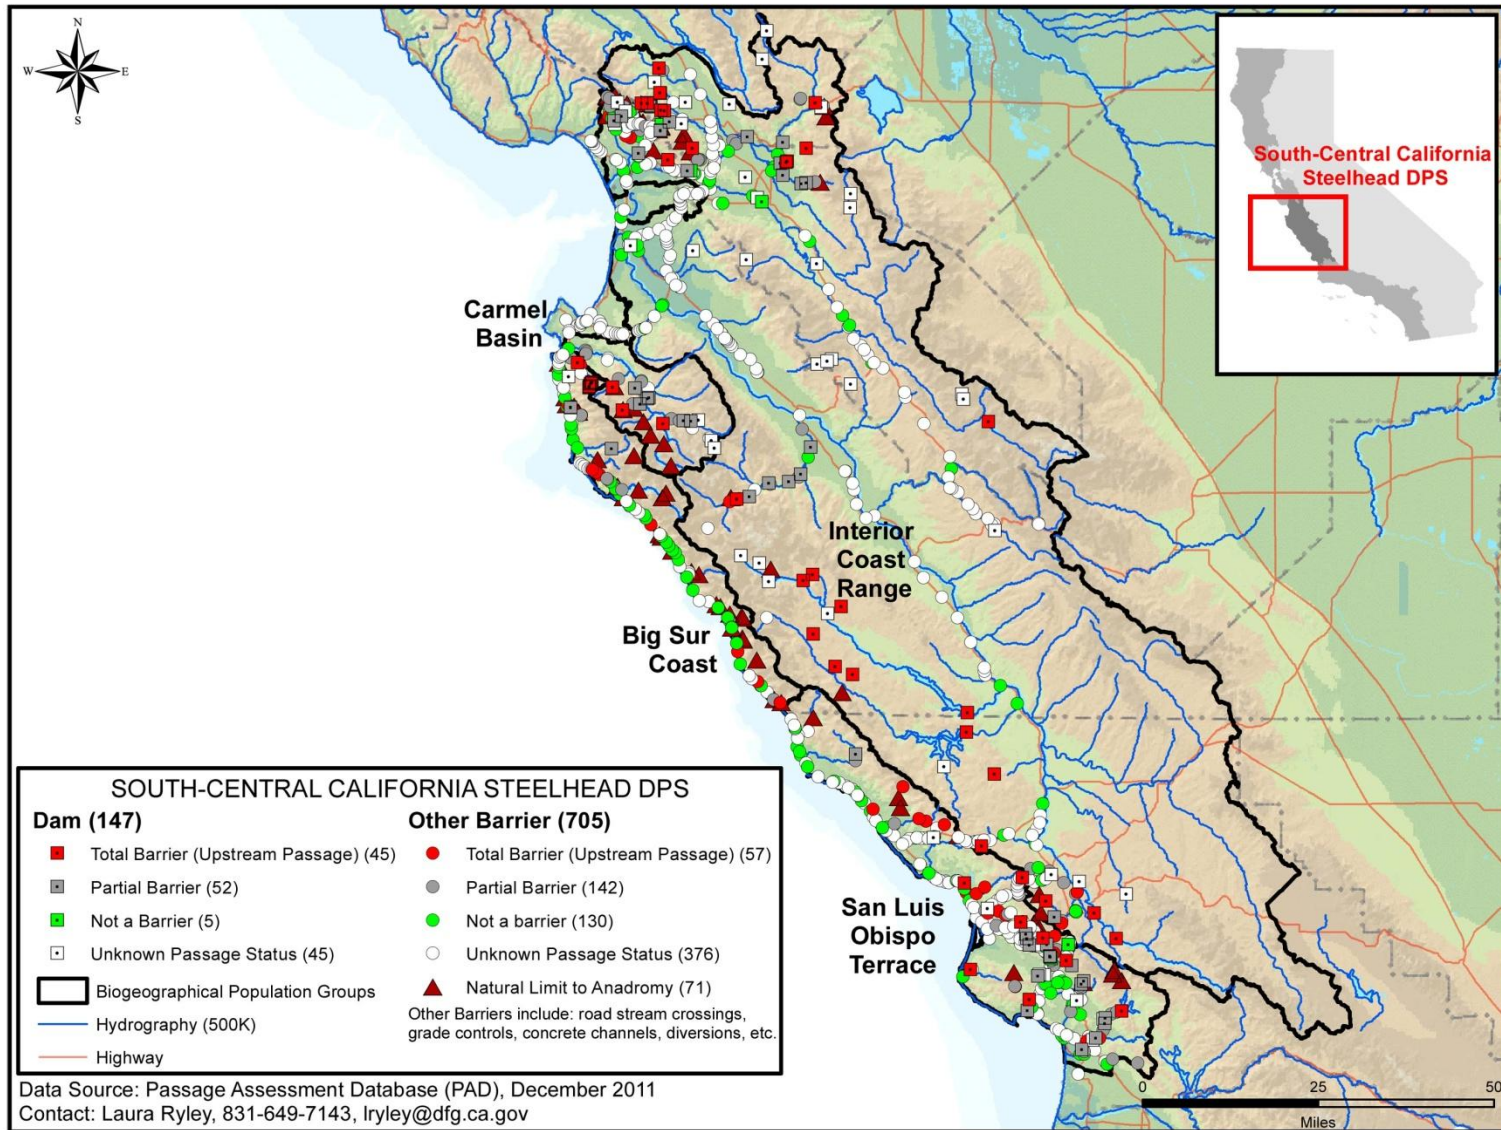 N
W
E
S
South-Central California
Steelhead DPS
Carmel
Basin
Interior
Coast
Range
Big Sur
Coast
San Luis
Obispo
Terrace
SOUTH-CENTRAL CALIFORNIA STEELHEAD DPS
Dam (147)
Total Barrier (Upstream Passage) (45)
Partial Barrier (52)
Not a Barrier (5)
Unknown Passage Status (45)
Biogeographical Population Groups
Hydrography (500K)
Highway
Other Barrier (705)
Total Barrier (Upstream Passage) (57)
Partial Barrier (142)
Not a barrier (130)
Unknown Passage Status (376)
Natural Limit to Anadromy (71)
Other Barriers include: road stream crossings,
grade controls, concrete channels, diversions, etc.
Data Source: Passage Assessment Database (PAD), December 2011
Contact: Laura Ryley, 831-649-7143, lryley@dfg.ca.gov
0 25 50
Miles